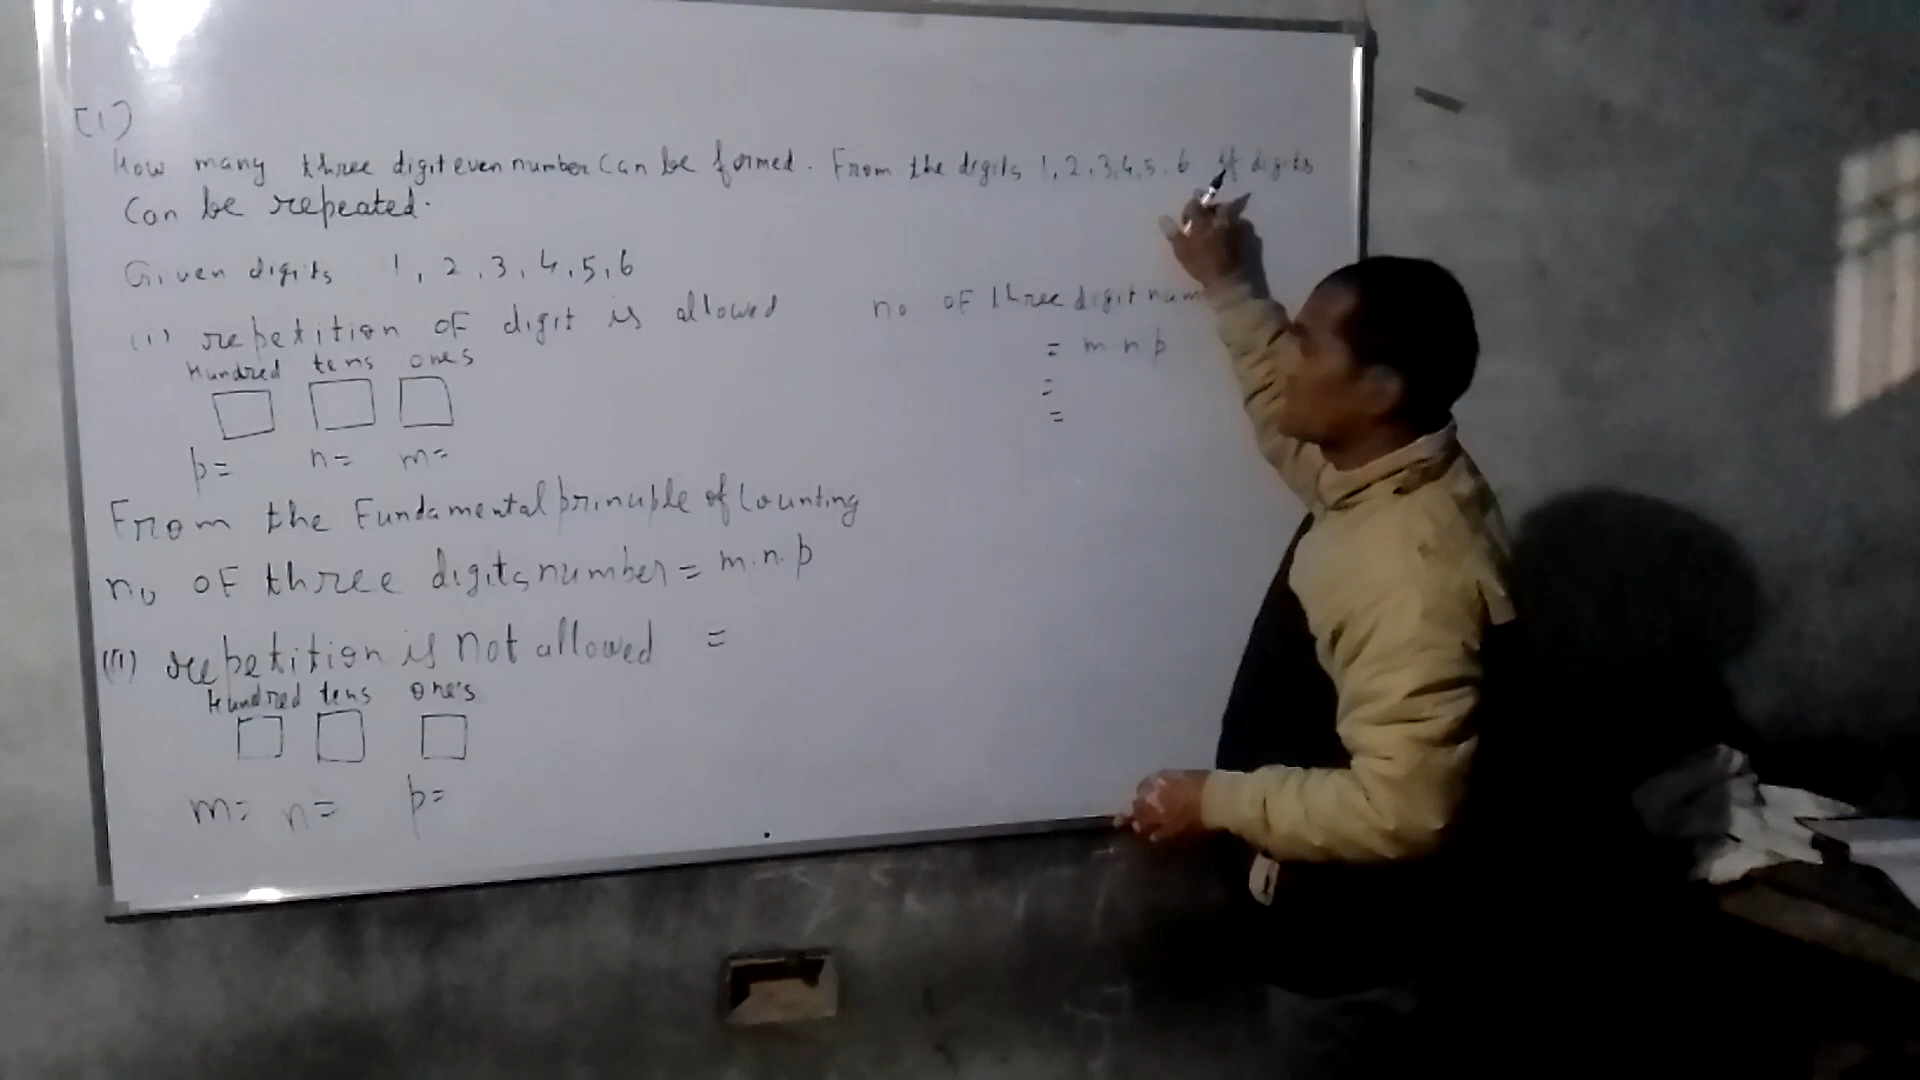 (1)
How many three digit even number Can be formed. From the digits 1, 2, 3, 4, 5, 6 if digits
Can be repeated.
Given digits 1, 2, 3, 4, 5, 6
(i) repetition of digit is allowed
Hundred tens ones
p= n= m=
From the Fundamental principle of Counting
no OF three digits number = m.n.p
=
(ii) repetition is not allowed
Hundred tens one's
m= n= p=
no OF three digit num
= m n p
=
=